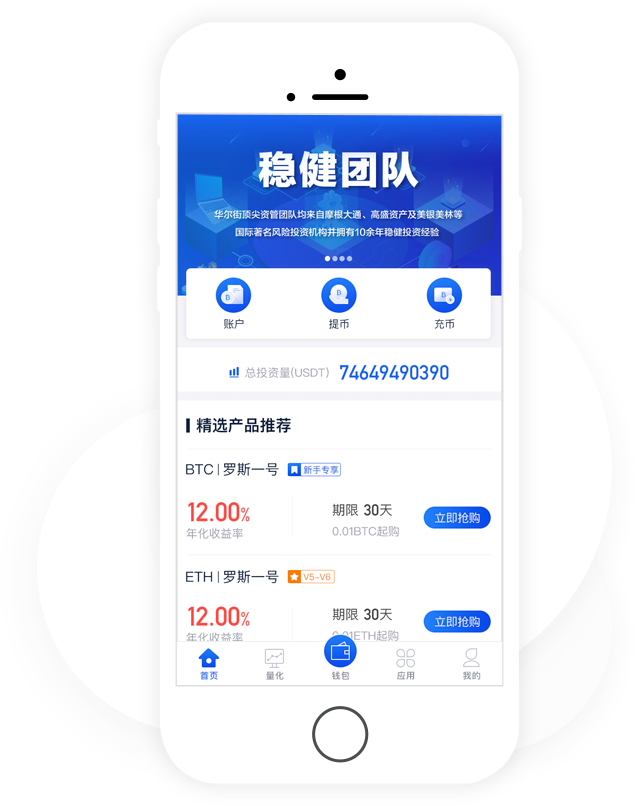 稳健团队
华尔街顶尖资管团队均来自摩根大通、高盛资产及美银美林等
国际著名风险投资机构并拥有10余年稳健投资经验
账户
提币
充币
总投资量(USDT) 74649490390
精选产品推荐
BTC | 罗斯一号 新手专享
12.00% 期限 30天 立即抢购
年化收益率 0.01BTC起购
ETH | 罗斯一号 V5-V6
12.00% 期限 30天 立即抢购
年化收益率 0.01ETH起购
首页 量化 钱包 应用 我的